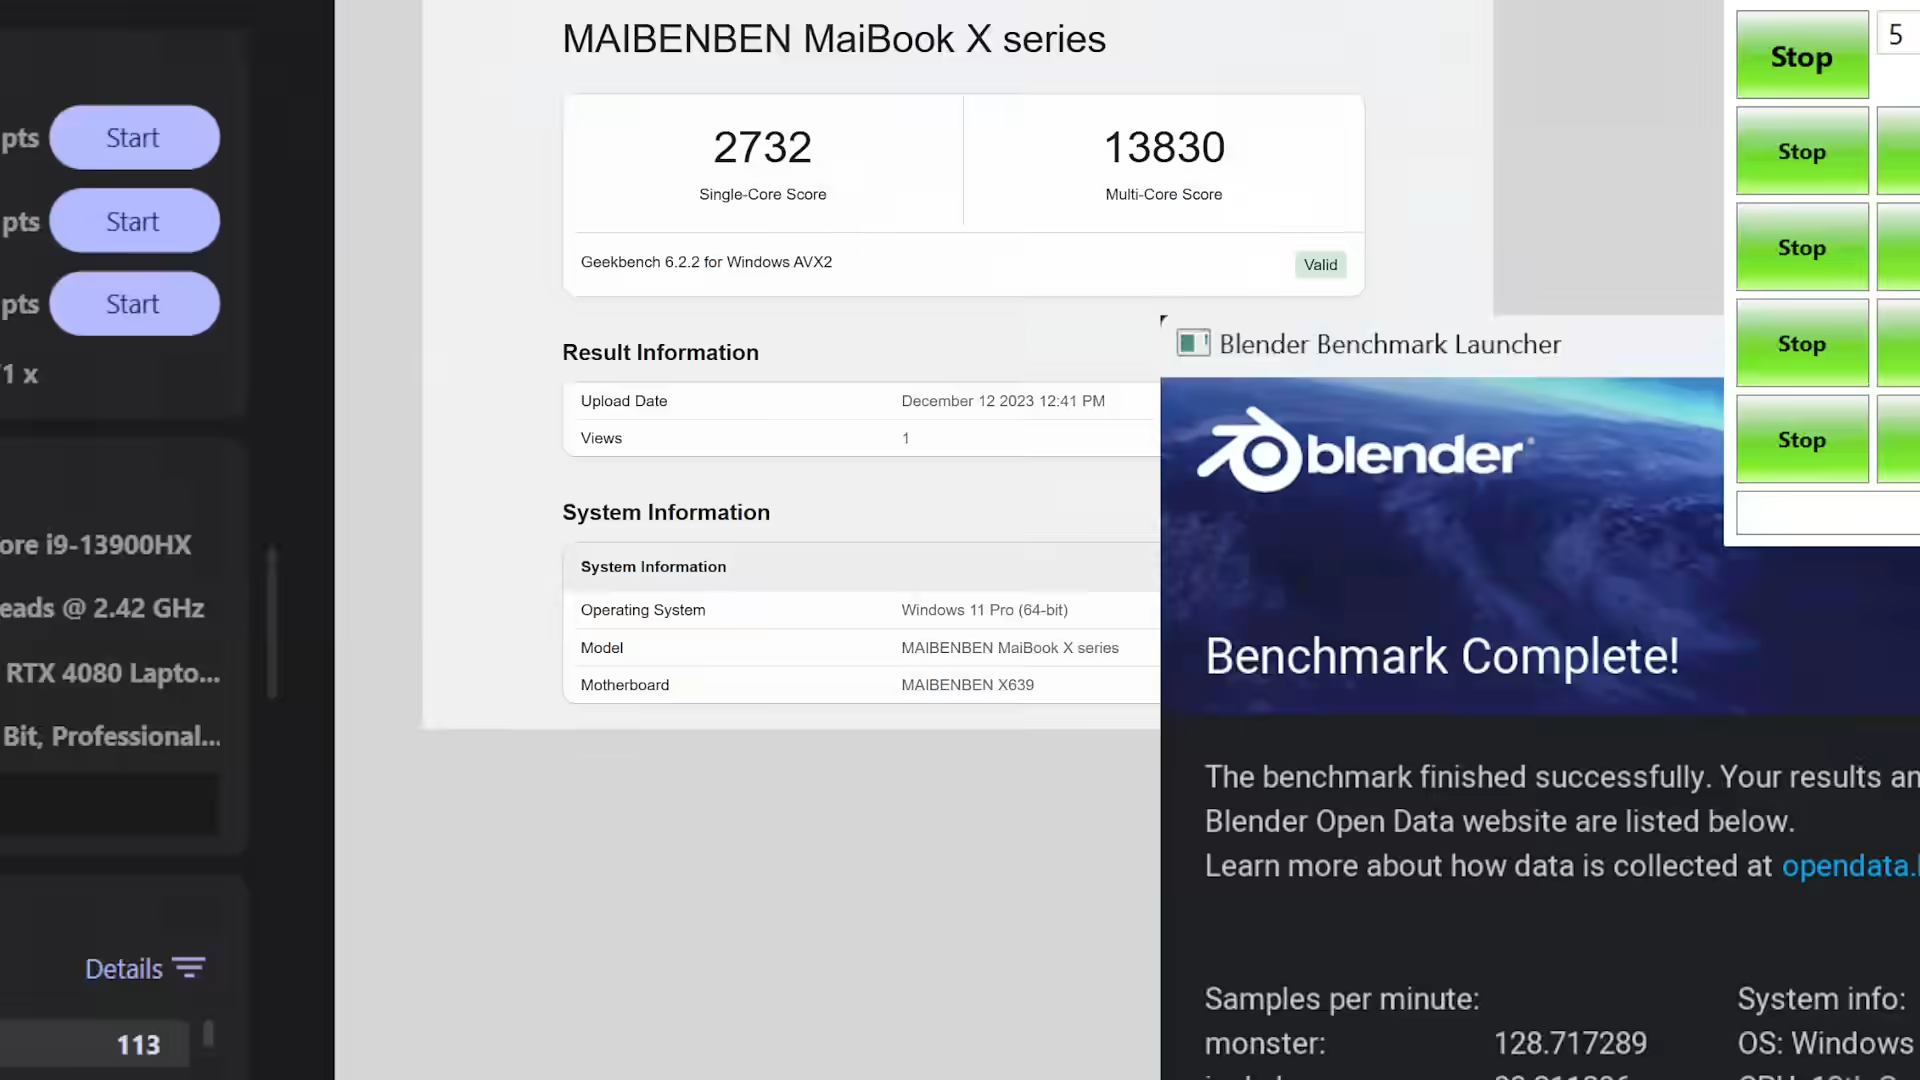 pts Start
pts Start
pts Start
1 x
ore i9-13900HX
eads @ 2.42 GHz
RTX 4080 Lapto...
Bit, Professional...
Details
113
MAIBENBEN MaiBook X series
2732
Single-Core Score
13830
Multi-Core Score
Geekbench 6.2.2 for Windows AVX2
Valid
Result Information
Upload Date December 12 2023 12:41 PM
Views 1
System Information
System Information
Operating System Windows 11 Pro (64-bit)
Model MAIBENBEN MaiBook X series
Motherboard MAIBENBEN X639
Blender Benchmark Launcher
blender
Benchmark Complete!
The benchmark finished successfully. Your results an
Blender Open Data website are listed below.
Learn more about how data is collected at opendata.
Samples per minute:
monster: 128.717289
System info:
OS: Windows
Stop 5
Stop
Stop
Stop
Stop